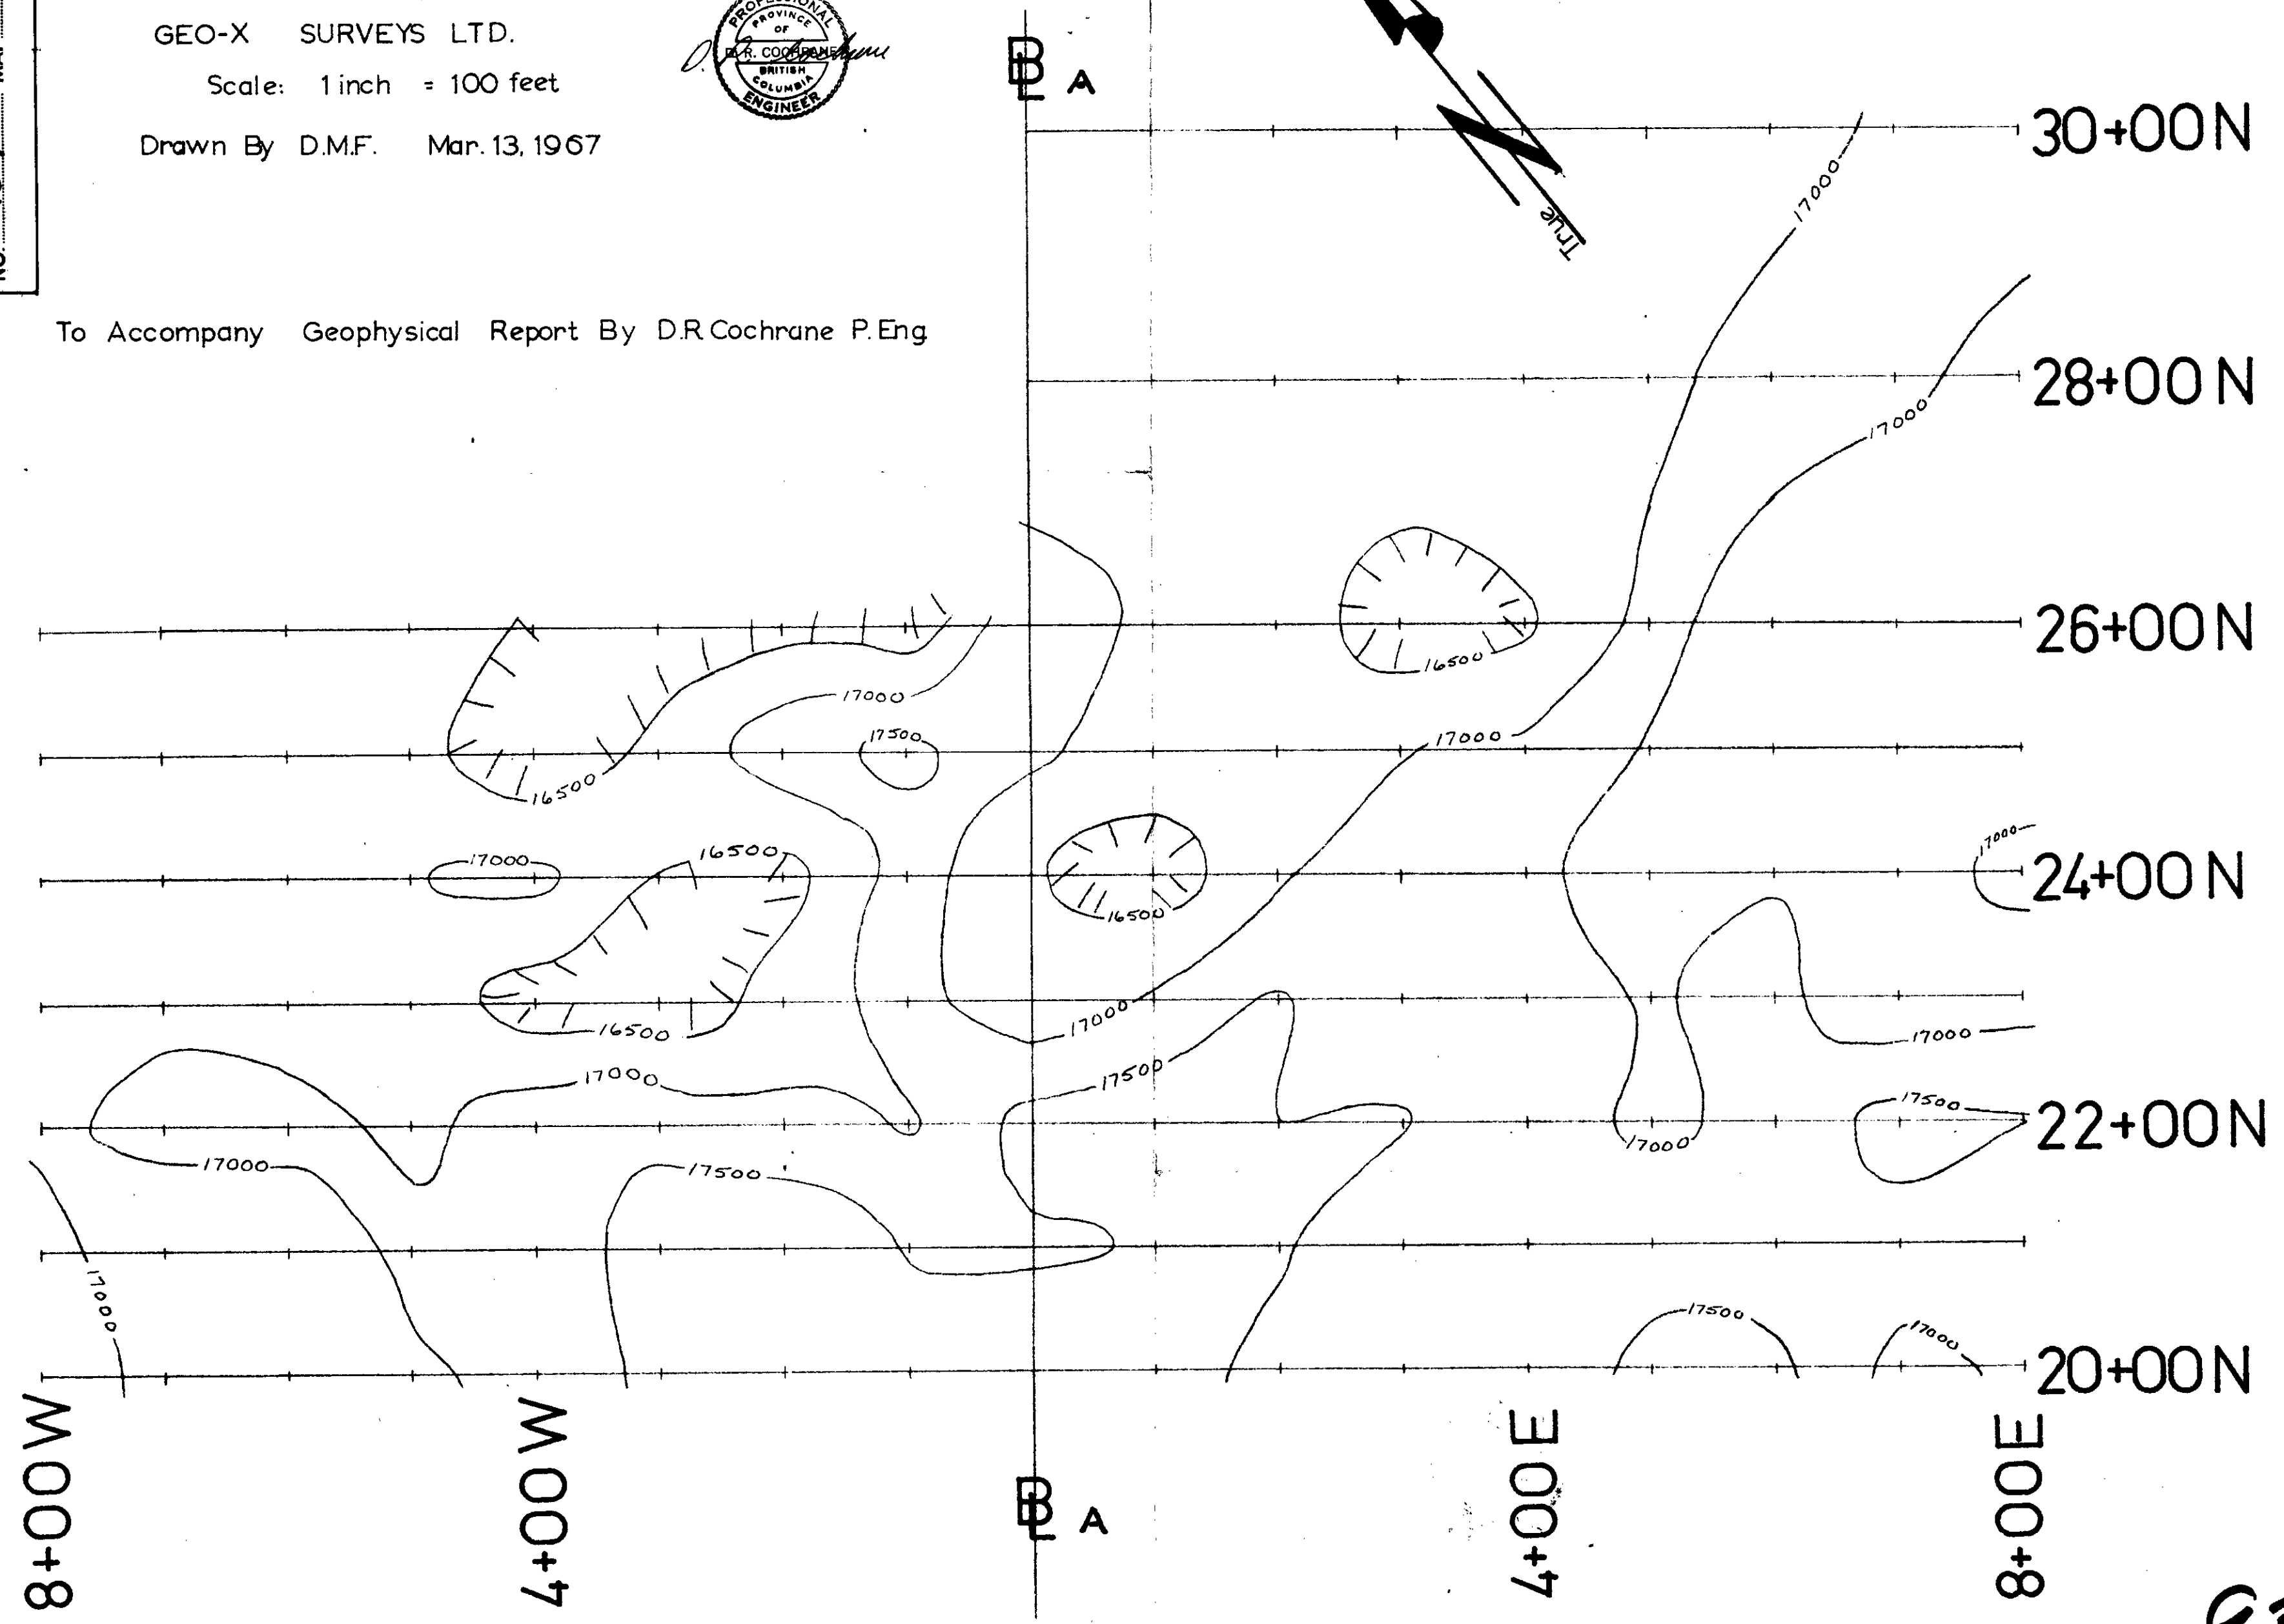 GEO-X SURVEYS LTD.
Scale: 1 inch = 100 feet
Drawn By D.M.F. Mar. 13, 1967
PROFESSIONAL
PROVINCE
OF
D. R. COCHRANE
BRITISH
COLUMBIA
ENGINEER
NO.
To Accompany Geophysical Report By D.R Cochrane P. Eng
BL A
True
N
30+00N
17000
28+00N
17000
26+00N
16500
17000
17500
17000
16500
17000
24+00N
17000
16500
16500
17000
17000
16500
17500
17000
17500
22+00N
17000
17000
17500
17000
17500
17000
20+00N
8+00W
4+00W
BL A
4+00E
8+00E